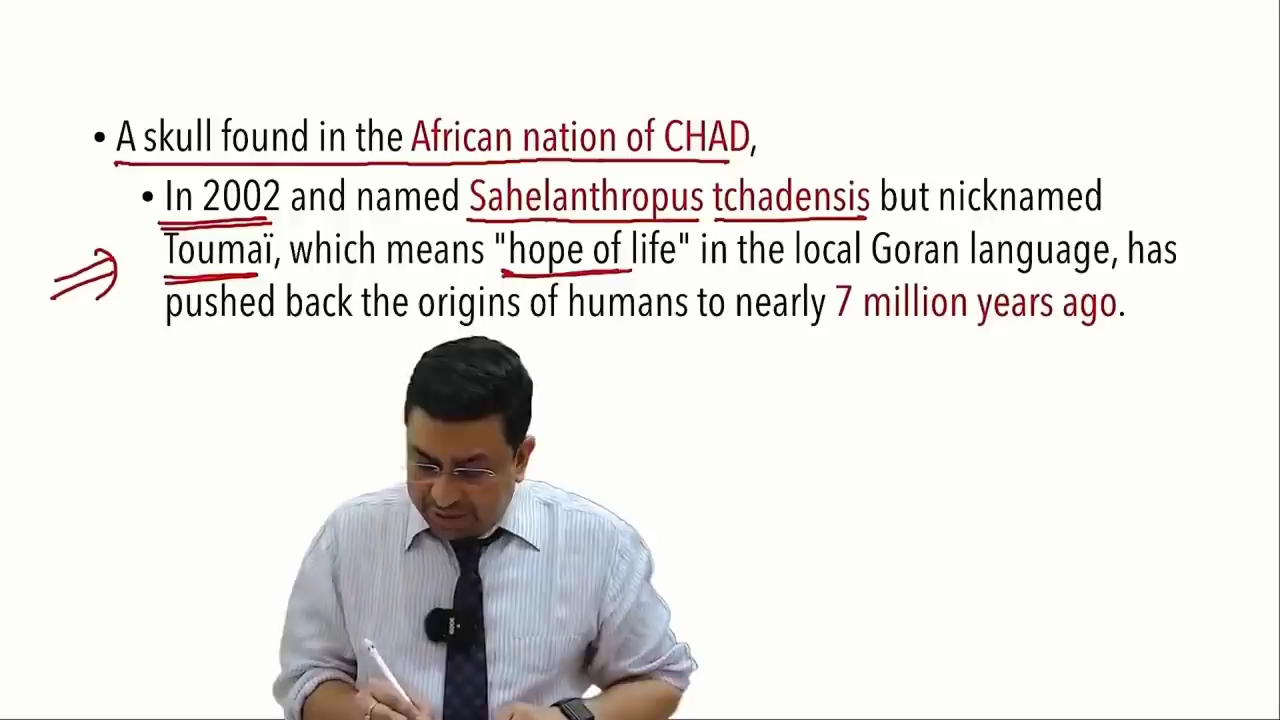 • A skull found in the African nation of CHAD,
• In 2002 and named Sahelanthropus tchadensis but nicknamed
Toumaï, which means "hope of life" in the local Goran language, has
pushed back the origins of humans to nearly 7 million years ago.